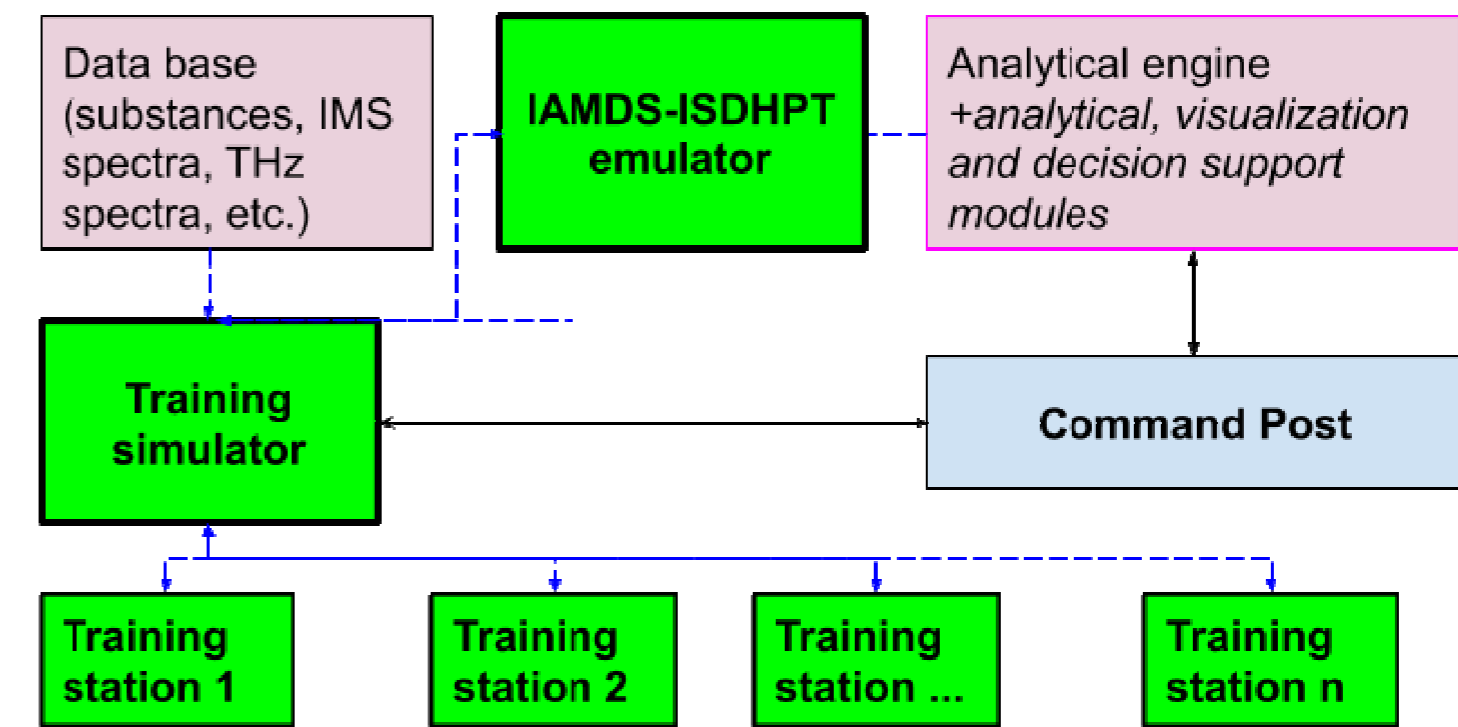 Data base
(substances, IMS
spectra, THz
spectra, etc.)
IAMDS-ISDHPT
emulator
Analytical engine
+analytical, visualization
and decision support
modules
Training
simulator
Command Post
Training
station 1
Training
station 2
Training
station ...
Training
station n